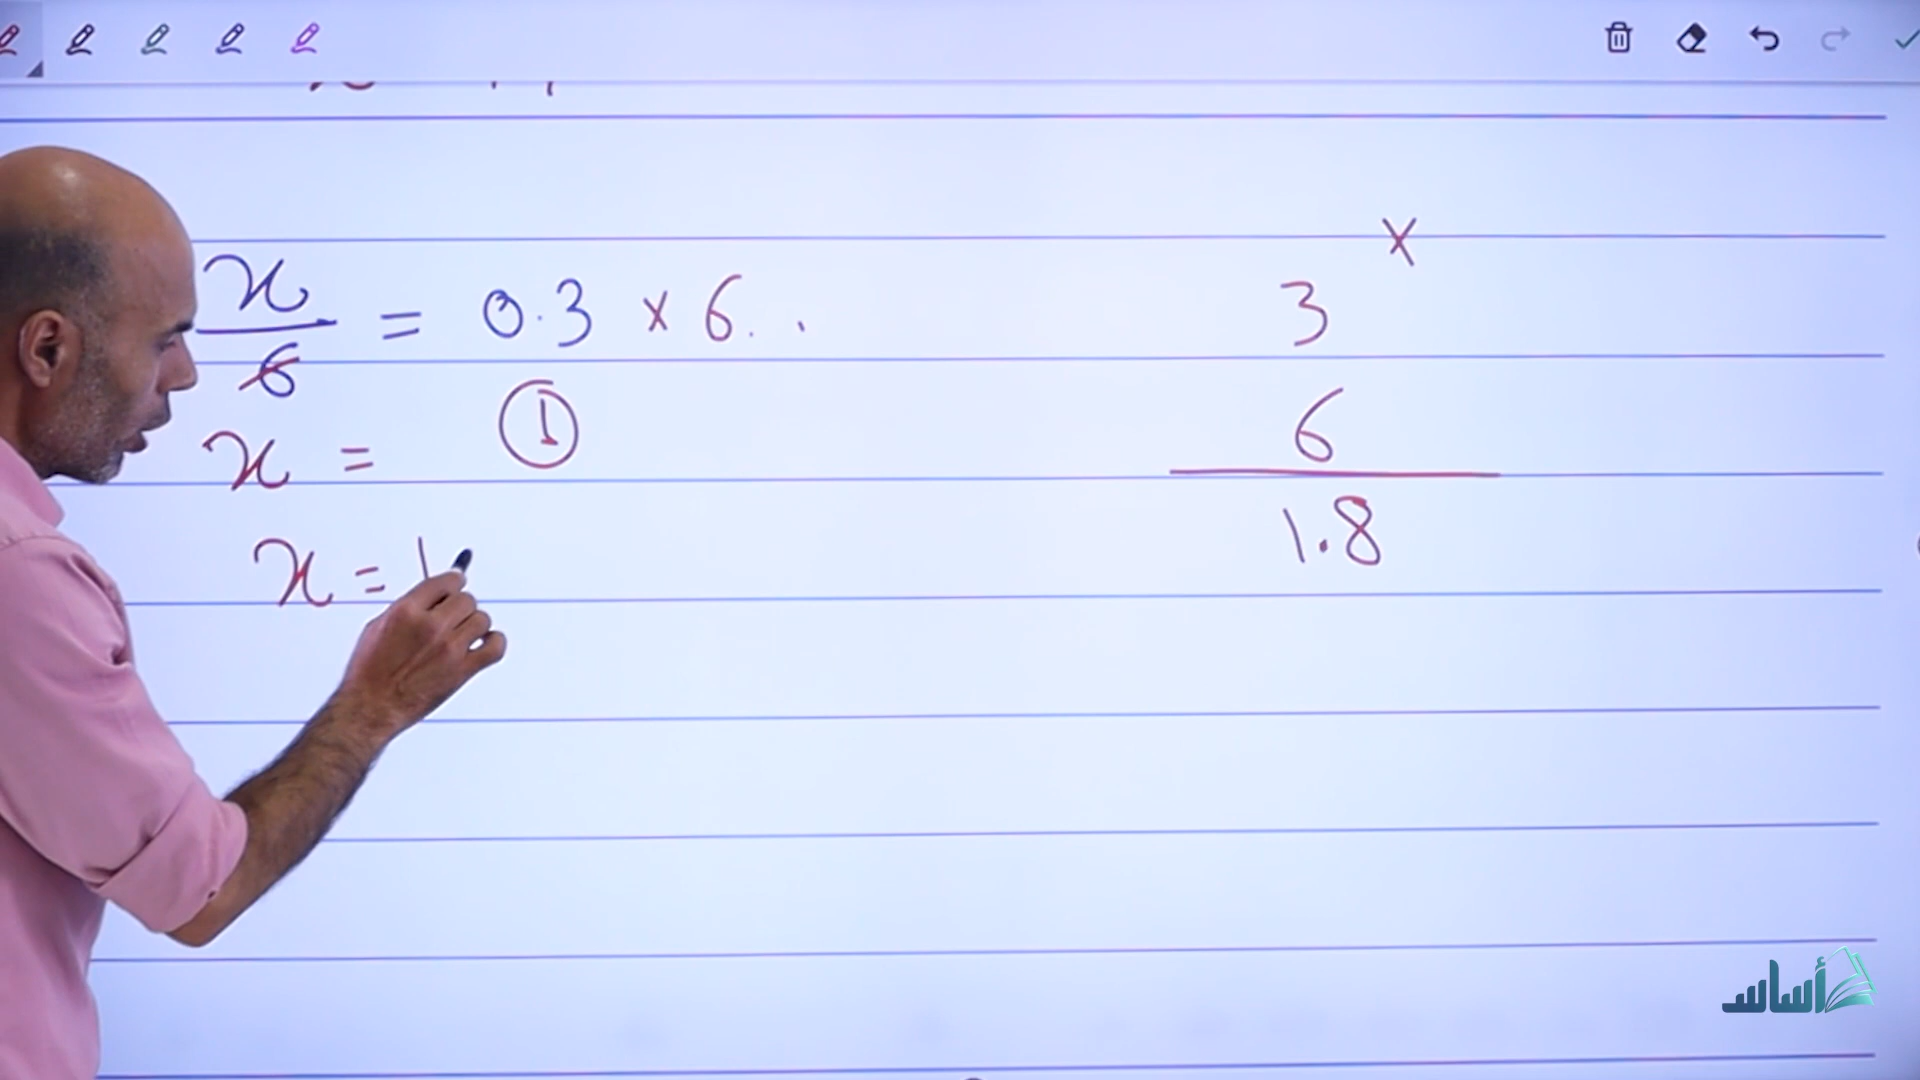 x/6 = 0.3 × 6 . .
①
x =
x = 1
×
3
6
1.8
أساس